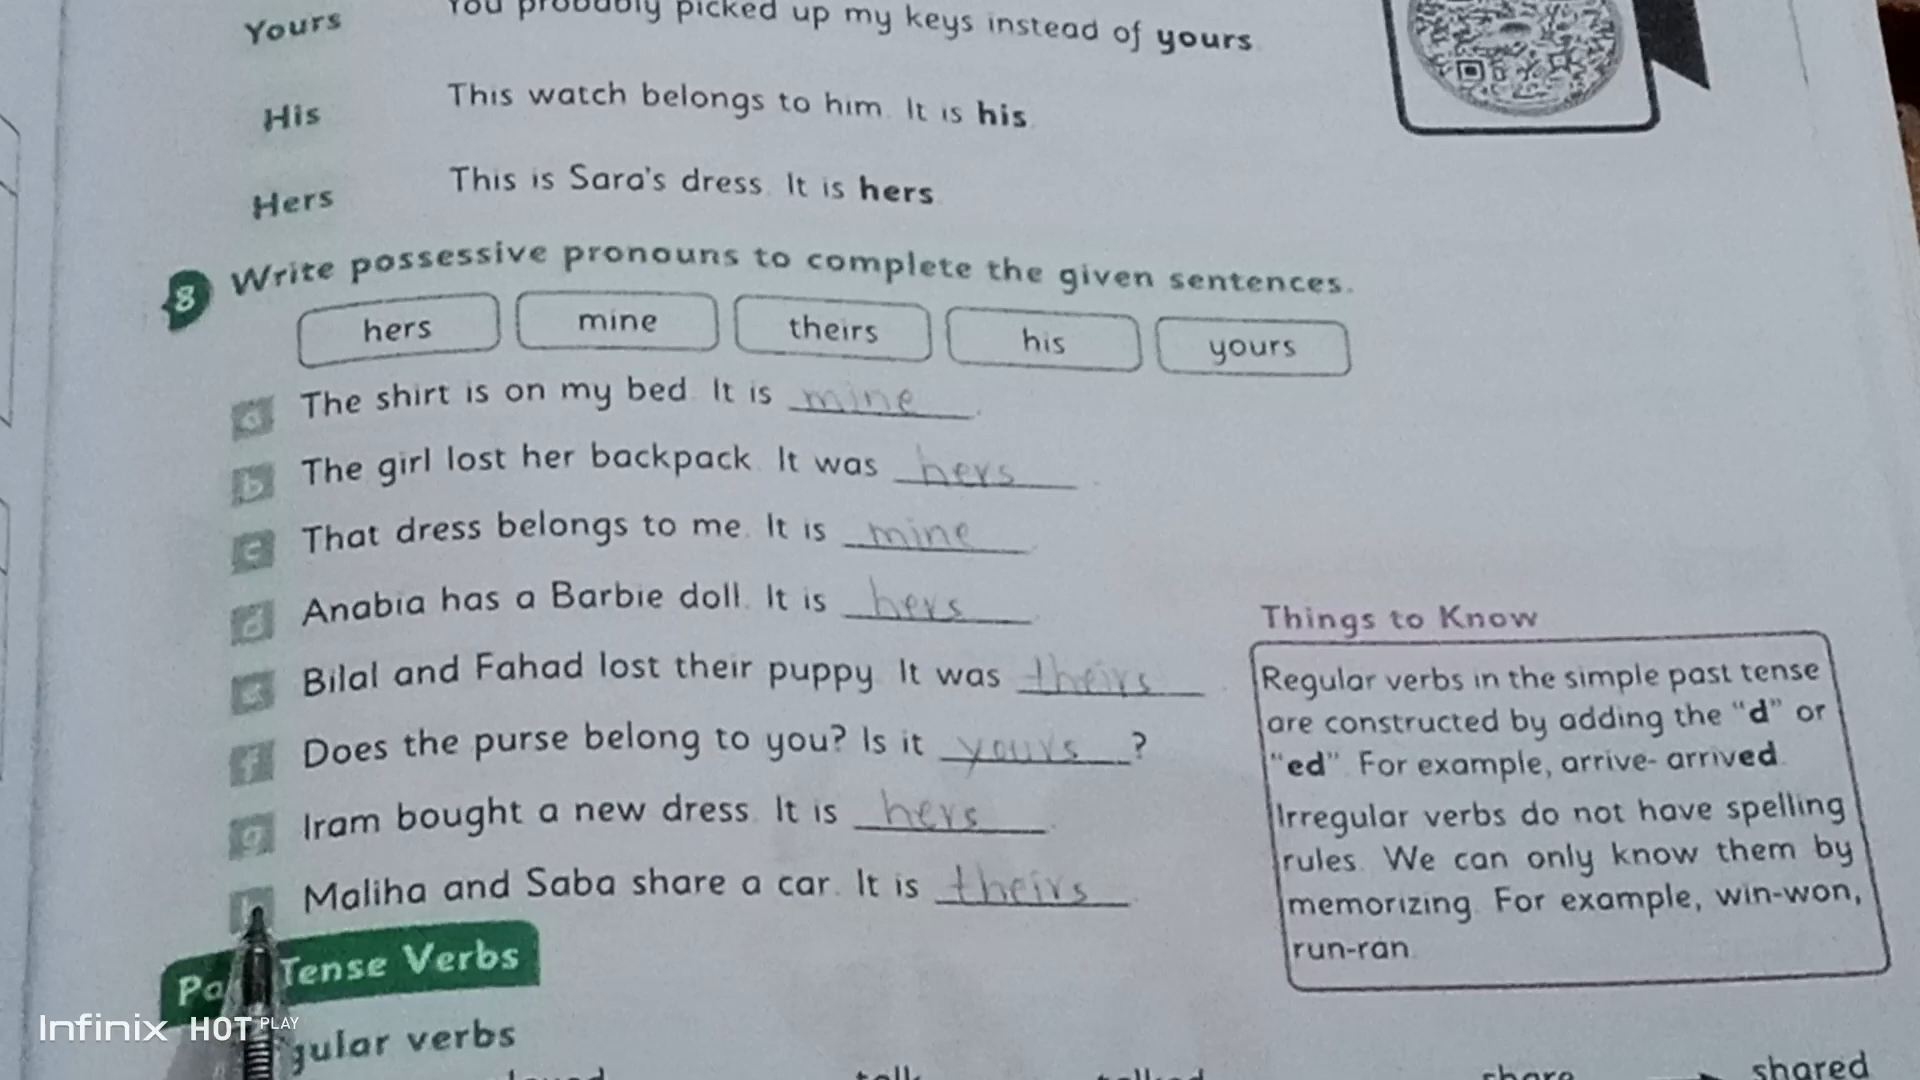 Yours You probably picked up my keys instead of yours
His This watch belongs to him. It is his.
Hers This is Sara's dress. It is hers.
8 Write possessive pronouns to complete the given sentences.
hers mine theirs his yours
a The shirt is on my bed. It is mine.
b The girl lost her backpack. It was hers.
c That dress belongs to me. It is mine.
d Anabia has a Barbie doll. It is hers.
Bilal and Fahad lost their puppy. It was theirs
f Does the purse belong to you? Is it yours?
g Iram bought a new dress. It is hers.
Maliha and Saba share a car. It is theirs.
Things to Know
Regular verbs in the simple past tense
are constructed by adding the "d" or
"ed". For example, arrive- arrived.
Irregular verbs do not have spelling
rules. We can only know them by
memorizing. For example, win-won,
run-ran.
Tense Verbs
gular verbs
talk talked share shared
Infinix HOT PLAY